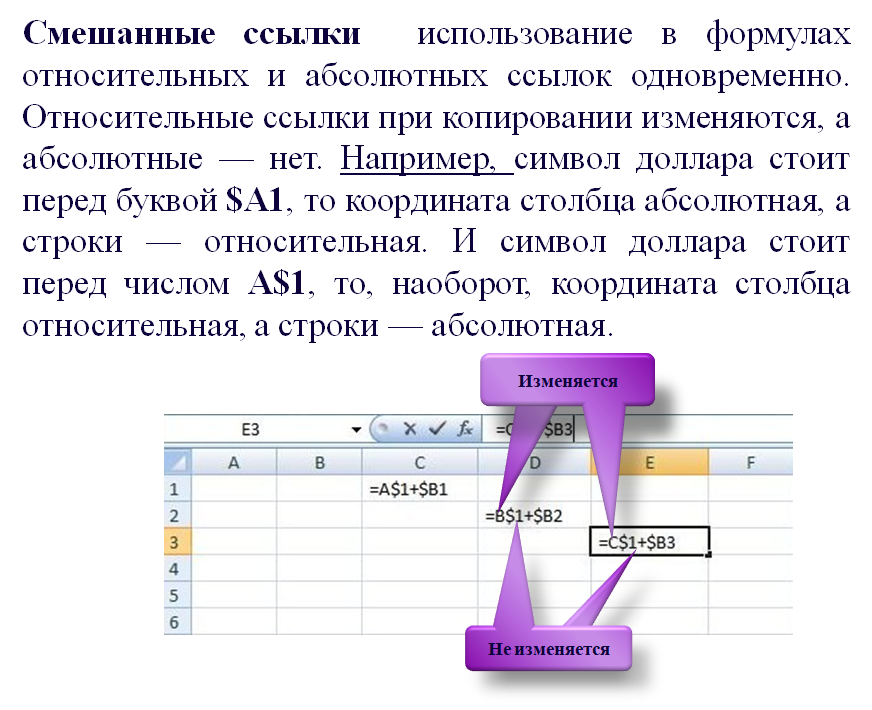 Смешанные ссылки использование в формулах
относительных и абсолютных ссылок одновременно.
Относительные ссылки при копировании изменяются, а
абсолютные — нет. Например, символ доллара стоит
перед буквой $A1, то координата столбца абсолютная, а
строки — относительная. И символ доллара стоит
перед числом A$1, то, наоборот, координата столбца
относительная, а строки — абсолютная.
Изменяется
E3 fx =C $B3
A B C D E F
1 =A$1+$B1
2 =B$1+$B2
3 =C$1+$B3
4
5
6
Не изменяется